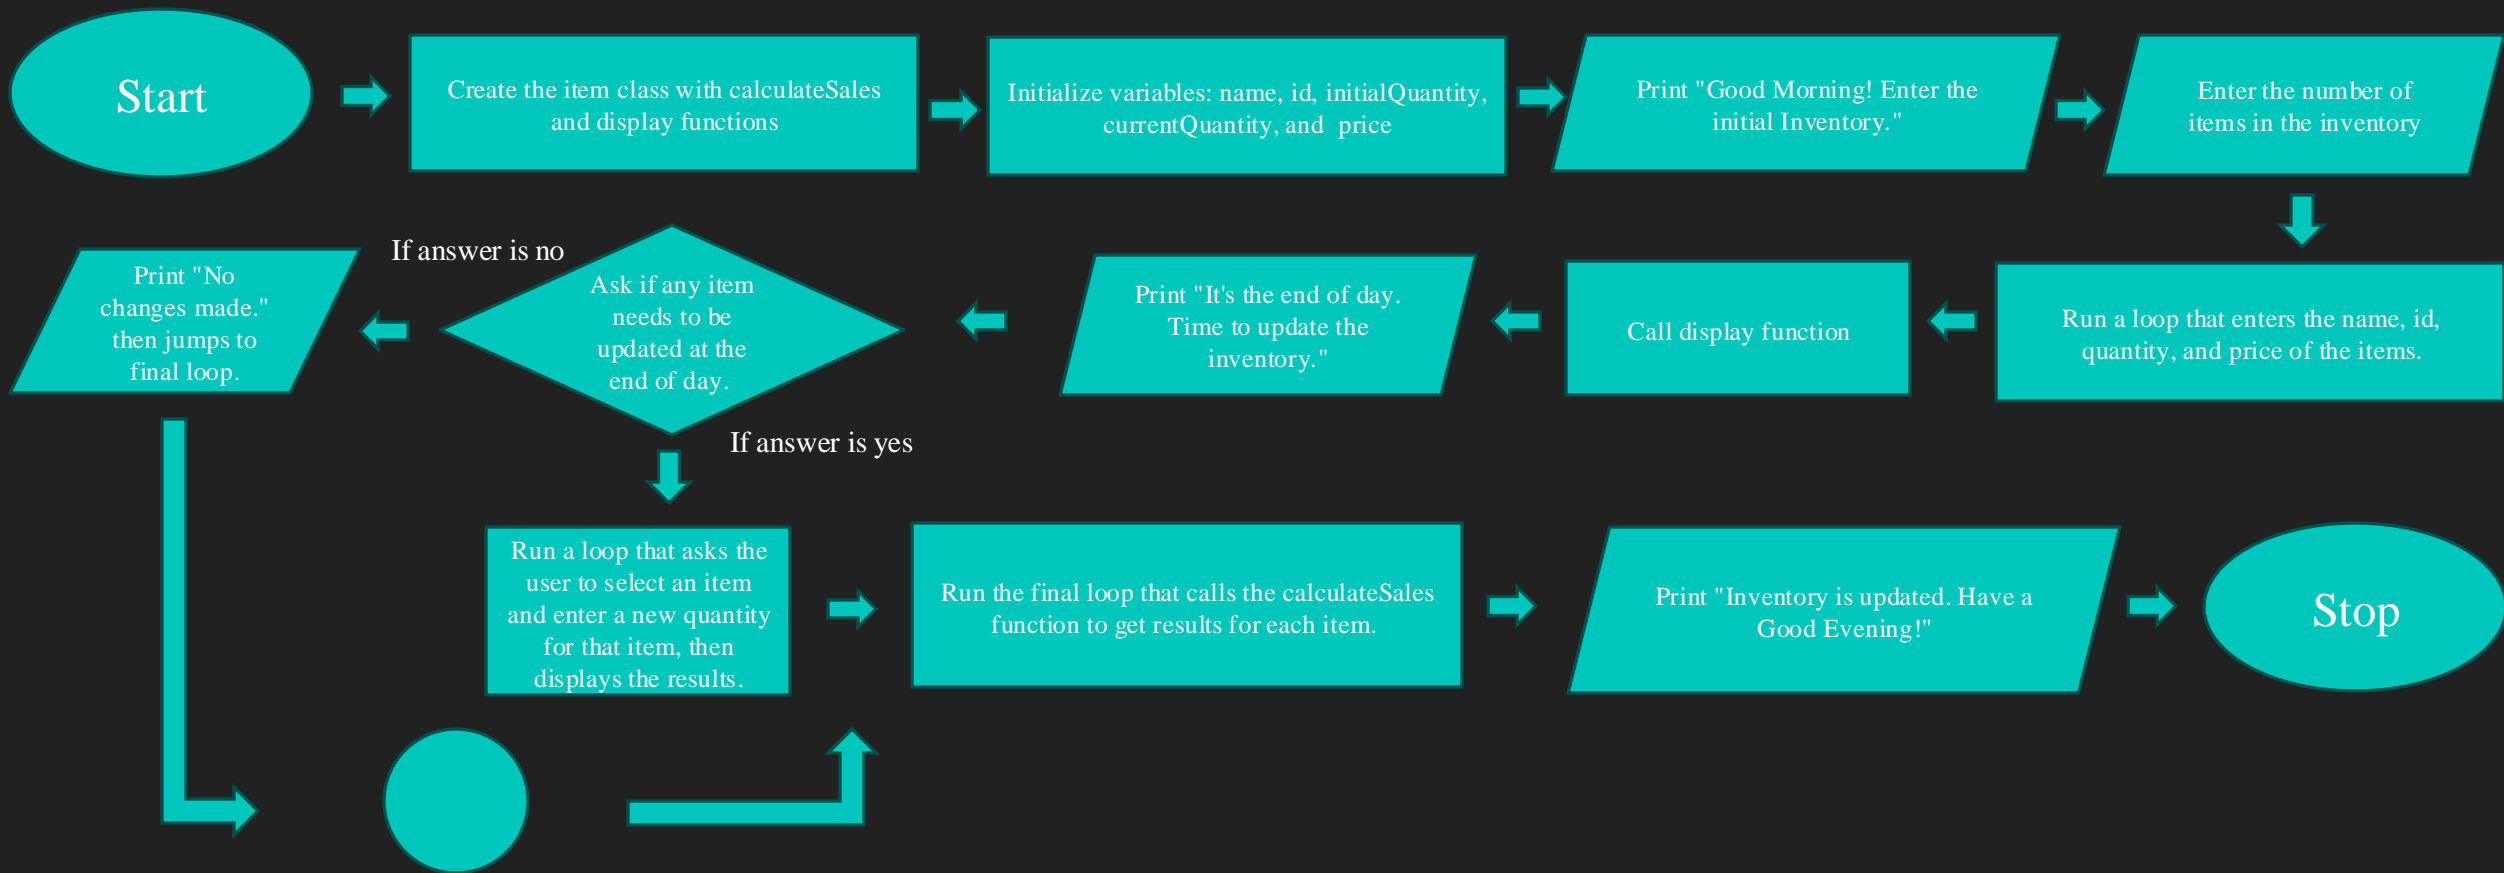 Start
Create the item class with calculateSales
and display functions
Initialize variables: name, id, initialQuantity,
currentQuantity, and  price
Print "Good Morning! Enter the
initial Inventory."
Enter the number of
items in the inventory
Run a loop that enters the name, id,
quantity, and price of the items.
Call display function
Print "It's the end of day.
Time to update the
inventory."
Ask if any item
needs to be
updated at the
end of day.
If answer is no
Print "No
changes made."
then jumps to
final loop.
If answer is yes
Run a loop that asks the
user to select an item
and enter a new quantity
for that item, then
displays the results.
Run the final loop that calls the calculateSales
function to get results for each item.
Print "Inventory is updated. Have a
Good Evening!"
Stop